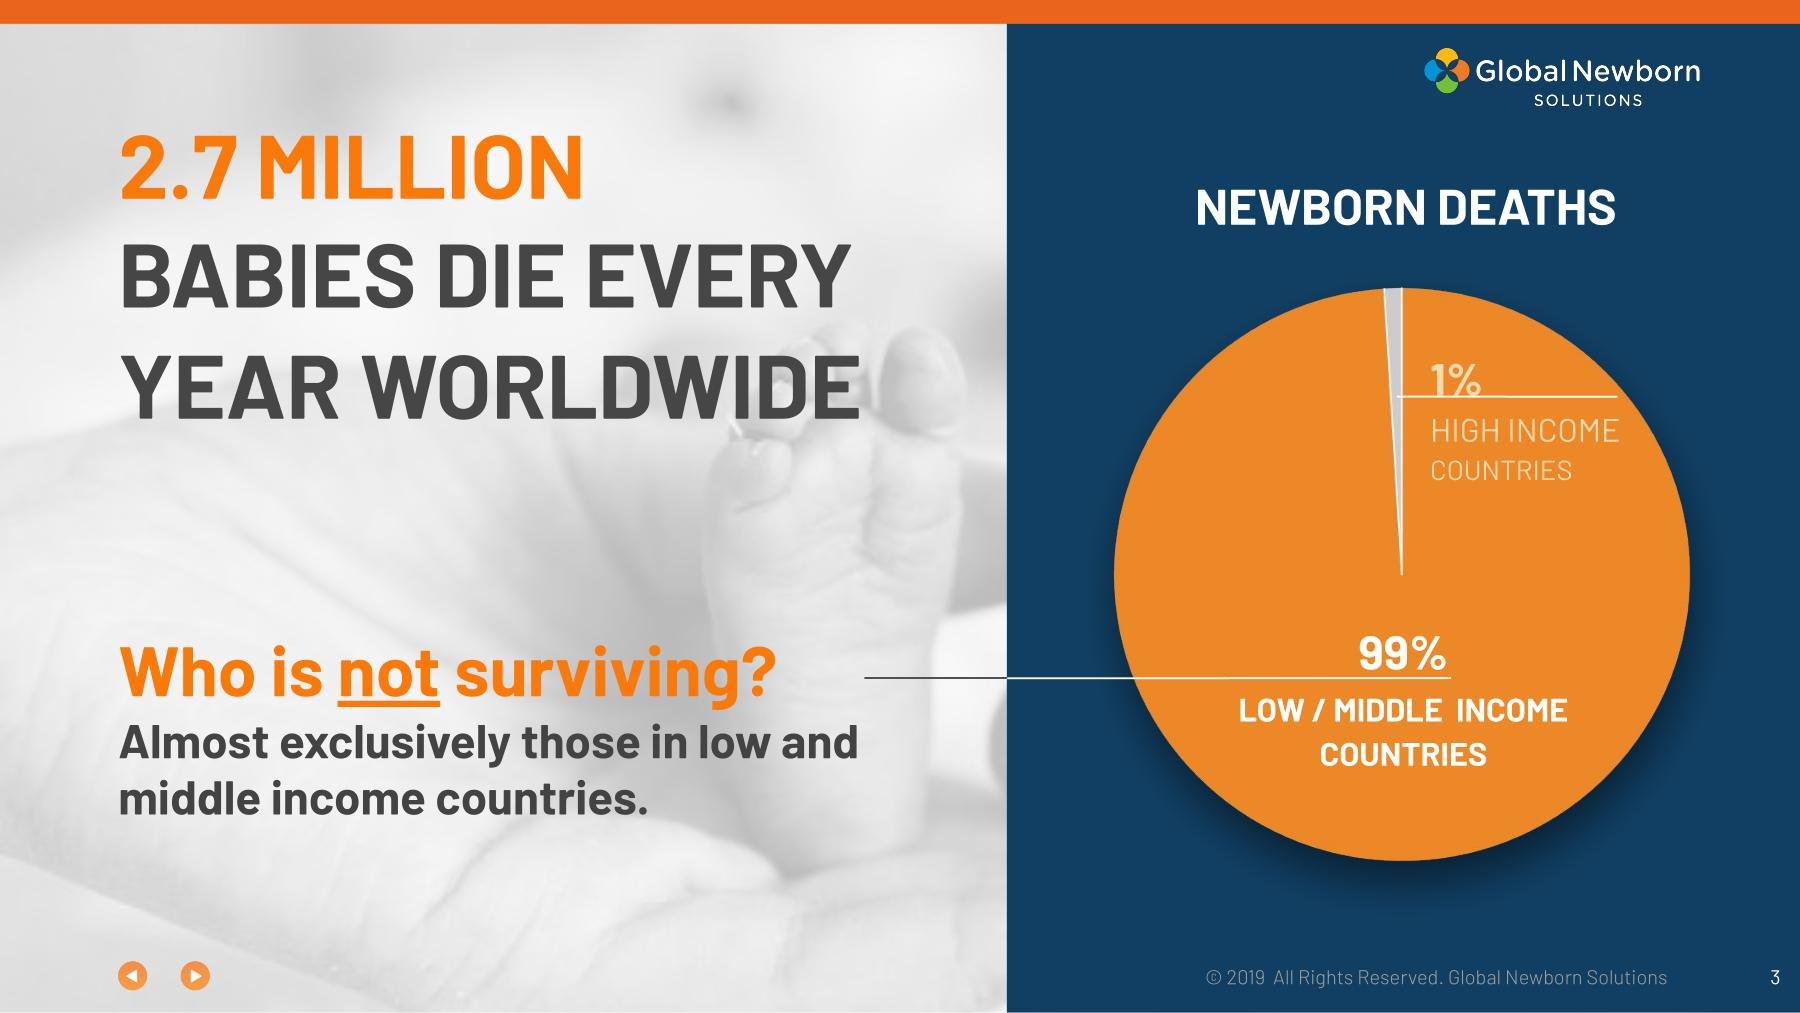 2.7 MILLION
BABIES DIE EVERY
YEAR WORLDWIDE
Who is not surviving?
Almost exclusively those in low and
middle income countries.
Global Newborn
SOLUTIONS
NEWBORN DEATHS
1%
HIGH INCOME
COUNTRIES
99%
LOW / MIDDLE INCOME
COUNTRIES
© 2019 All Rights Reserved. Global Newborn Solutions
3